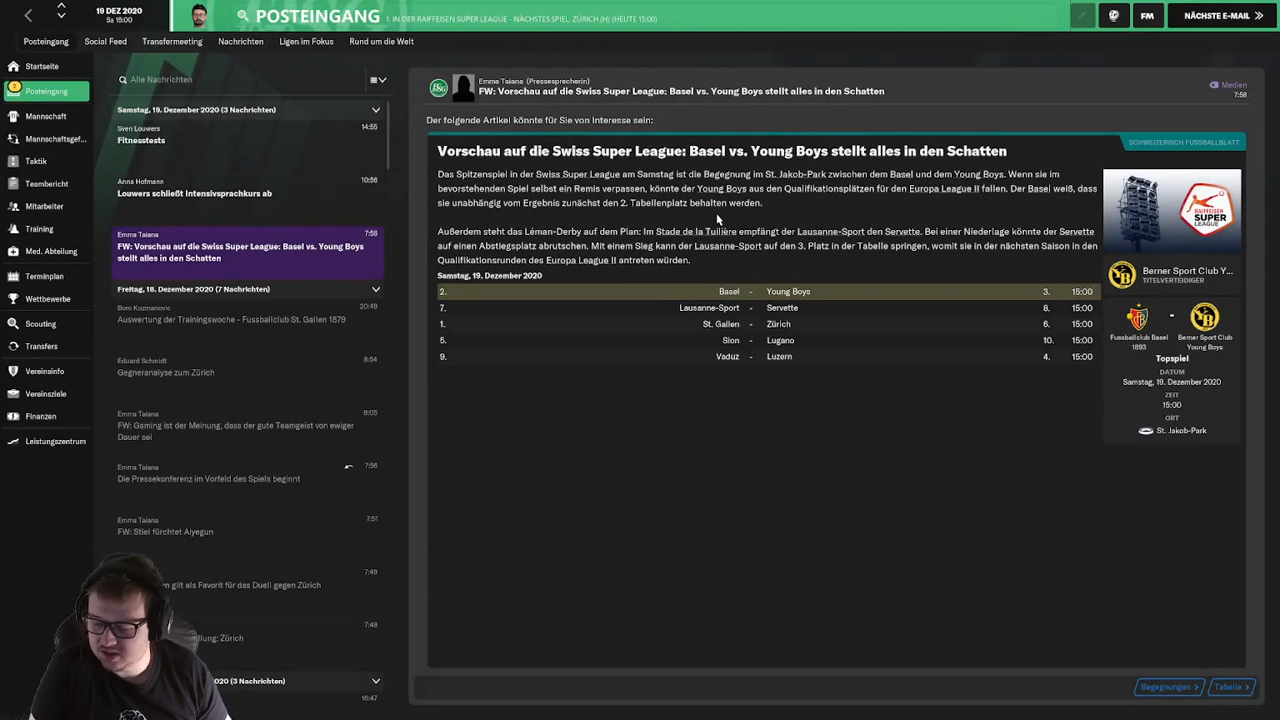 19 DEZ 2020
Sa 15:00
POSTEINGANG
1. IN DER RAIFFEISEN SUPER LEAGUE - NÄCHSTES SPIEL: ZÜRICH (H) (HEUTE 15:00)
FM
NÄCHSTE E-MAIL
Posteingang
Social Feed
Transfermeeting
Nachrichten
Ligen im Fokus
Rund um die Welt
Startseite
Posteingang
Mannschaft
Mannschaftsgef...
Taktik
Teambericht
Mitarbeiter
Training
Med. Abteilung
Terminplan
Wettbewerbe
Scouting
Transfers
Vereinsinfo
Vereinsziele
Finanzen
Leistungszentrum
Alle Nachrichten
Samstag, 19. Dezember 2020 (3 Nachrichten)
Sven Louwers 14:55
Fitnesstests
Anna Hofmann 10:56
Louwers schließt Intensivsprachkurs ab
Emma Taiana 7:58
FW: Vorschau auf die Swiss Super League: Basel vs. Young Boys
stellt alles in den Schatten
Freitag, 18. Dezember 2020 (7 Nachrichten)
Boro Kuzmanovic 20:49
Auswertung der Trainingswoche - Fussballclub St. Gallen 1879
Eduard Schmidt 8:54
Gegneranalyse zum Zürich
Emma Taiana 8:05
FW: Gaming ist der Meinung, dass der gute Teamgeist von ewiger
Dauer sei
Emma Taiana 7:56
Die Pressekonferenz im Vorfeld des Spiels beginnt
Emma Taiana 7:51
FW: Stiel fürchtet Aiyegun
7:49
gilt als Favorit für das Duell gegen Zürich
7:48
Zürich
2020 (3 Nachrichten)
16:47
Emma Taiana (Pressesprecherin)
FW: Vorschau auf die Swiss Super League: Basel vs. Young Boys stellt alles in den Schatten
Medien
7:58
Der folgende Artikel könnte für Sie von Interesse sein:
SCHWEIZERISCH FUSSBALLBLATT
Vorschau auf die Swiss Super League: Basel vs. Young Boys stellt alles in den Schatten
Das Spitzenspiel in der Swiss Super League am Samstag ist die Begegnung im St. Jakob-Park zwischen dem Basel und dem Young Boys. Wenn sie im
bevorstehenden Spiel selbst ein Remis verpassen, könnte der Young Boys aus den Qualifikationsplätzen für den Europa League II fallen. Der Basel weiß, dass
sie unabhängig vom Ergebnis zunächst den 2. Tabellenplatz behalten werden.
Außerdem steht das Léman-Derby auf dem Plan: Im Stade de la Tuilière empfängt der Lausanne-Sport den Servette. Bei einer Niederlage könnte der Servette
auf einen Abstiegsplatz abrutschen. Mit einem Sieg kann der Lausanne-Sport auf den 3. Platz in der Tabelle springen, womit sie in der nächsten Saison in den
Qualifikationsrunden des Europa League II antreten würden.
Samstag, 19. Dezember 2020
2. Basel - Young Boys 3. 15:00
7. Lausanne-Sport - Servette 8. 15:00
1. St. Gallen - Zürich 6. 15:00
5. Sion - Lugano 10. 15:00
9. Vaduz - Luzern 4. 15:00
RAIFFEISEN
SUPER
LEAGUE
Berner Sport Club Y...
TITELVERTEIDIGER
Fussballclub Basel
1893
-
Berner Sport Club
Young Boys
Topspiel
DATUM
Samstag, 19. Dezember 2020
ZEIT
15:00
ORT
St. Jakob-Park
Begegnungen
Tabelle